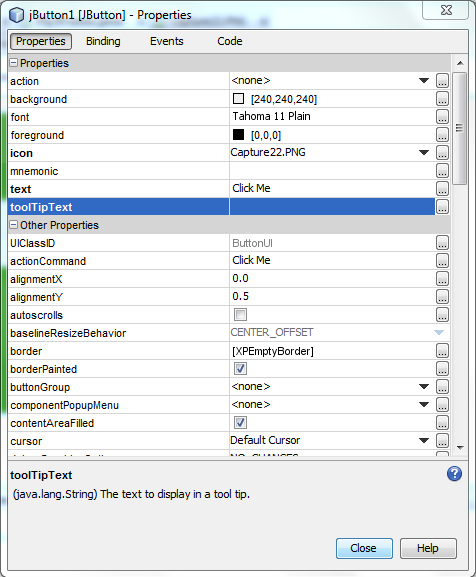 jButton1 [JButton] - Properties
Properties Binding Events Code
Properties
action <none> ...
background [240,240,240] ...
font Tahoma 11 Plain ...
foreground [0,0,0] ...
icon Capture22.PNG ...
mnemonic ...
text Click Me ...
toolTipText ...
Other Properties
UIClassID ButtonUI ...
actionCommand Click Me ...
alignmentX 0.0 ...
alignmentY 0.5 ...
autoscrolls ...
baselineResizeBehavior CENTER_OFFSET
border [XPEmptyBorder] ...
borderPainted ...
buttonGroup <none> ...
componentPopupMenu <none> ...
contentAreaFilled ...
cursor Default Cursor ...
NO_CHANGES
toolTipText
(java.lang.String) The text to display in a tool tip.
Close Help